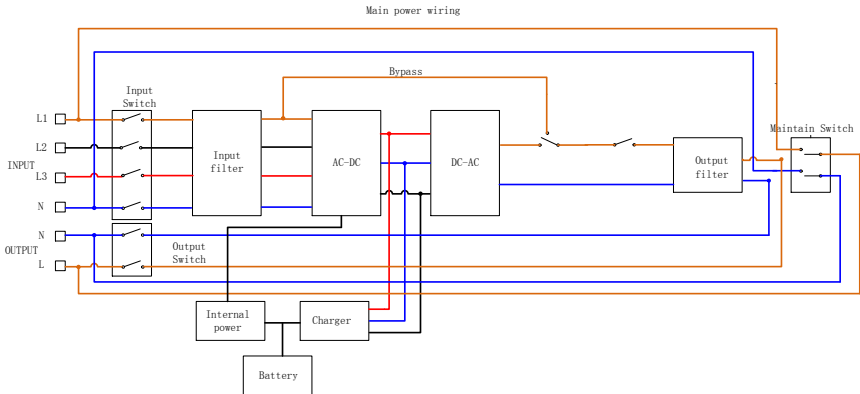 Main power wiring
Bypass
Input
Switch
L1
L2
INPUT
L3
N
Input
filter
AC-DC
DC-AC
Output
filter
Maintain Switch
N
OUTPUT
L
Output
Switch
Internal
power
Charger
Battery